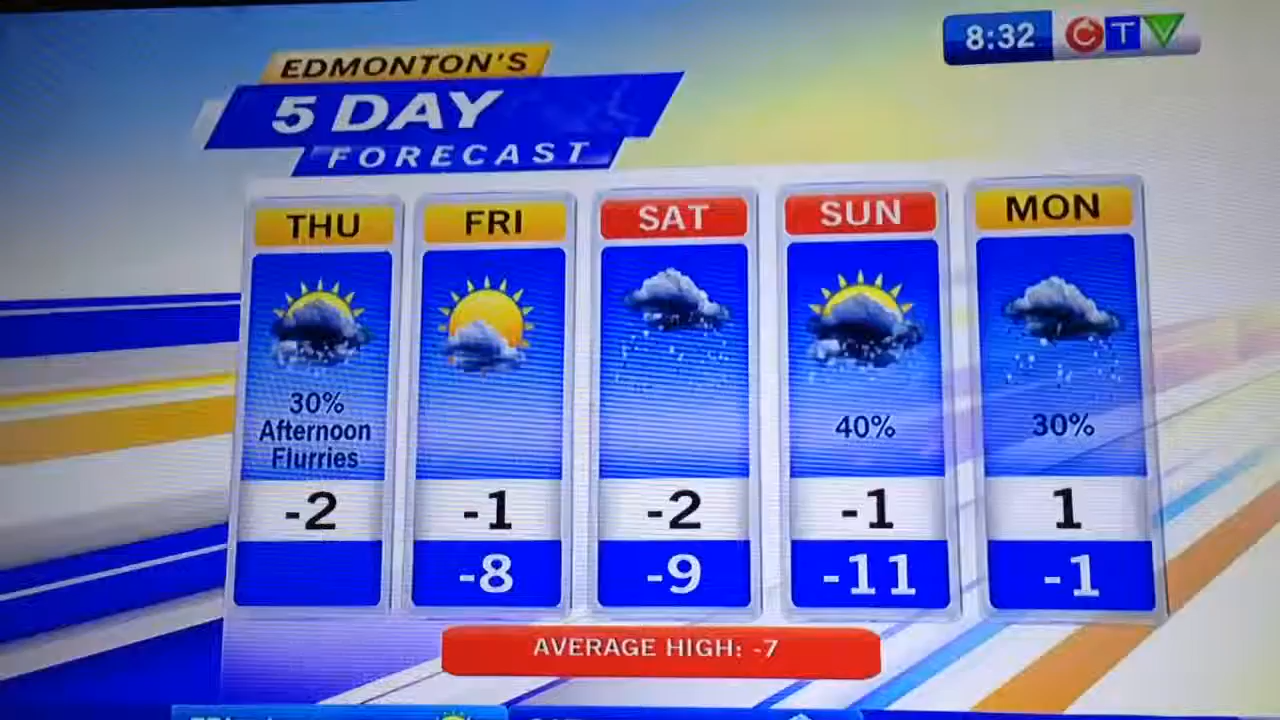 8:32 CTV
EDMONTON'S
5 DAY
FORECAST
THU
30%
Afternoon
Flurries
-2
FRI
-1
-8
SAT
-2
-9
SUN
40%
-1
-11
MON
30%
1
-1
AVERAGE HIGH: -7